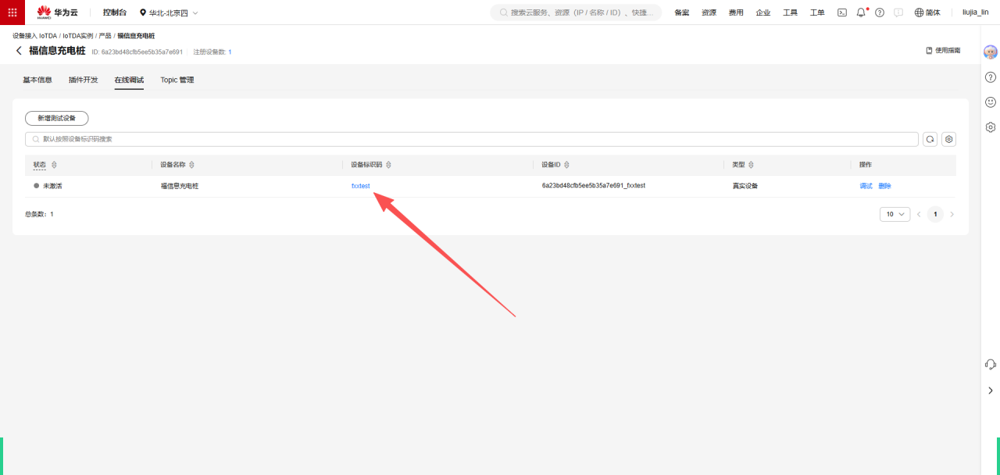 HUAWEI 华为云 控制台 华北-北京四 搜索云服务、资源（IP / 名称 / ID）、快捷... 备案 资源 费用 企业 工具 工单 简体 liujia_lin
设备接入 IoTDA / IoTDA实例 / 产品 / 福信息充电桩
福信息充电桩 ID: 6a23bd48cfb5ee5b35a7e691 注册设备数: 1 使用指南
基本信息 插件开发 在线调试 Topic 管理
新增测试设备
默认按照设备标识码搜索
状态 设备名称 设备标识码 设备ID 类型 操作
未激活 福信息充电桩 fxxtest 6a23bd48cfb5ee5b35a7e691_fxxtest 真实设备 调试 删除
总条数: 1 10 1